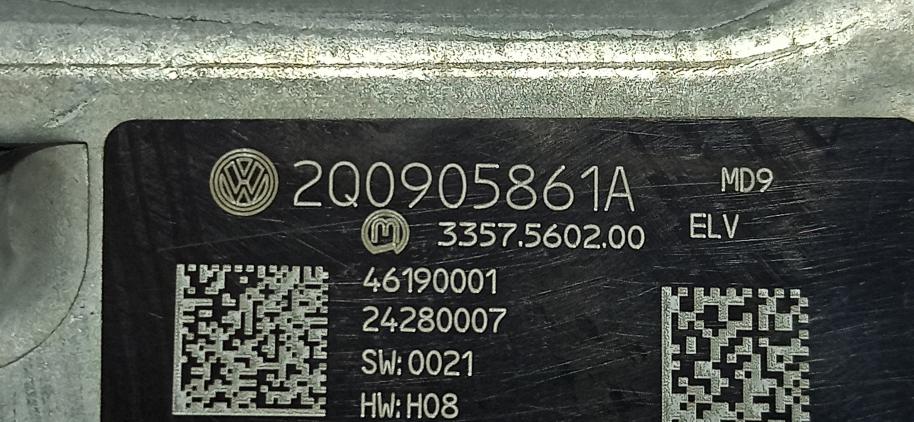 2Q0905861A MD9
3357.5602.00 ELV
46190001
24280007
SW:0021
HW:H08